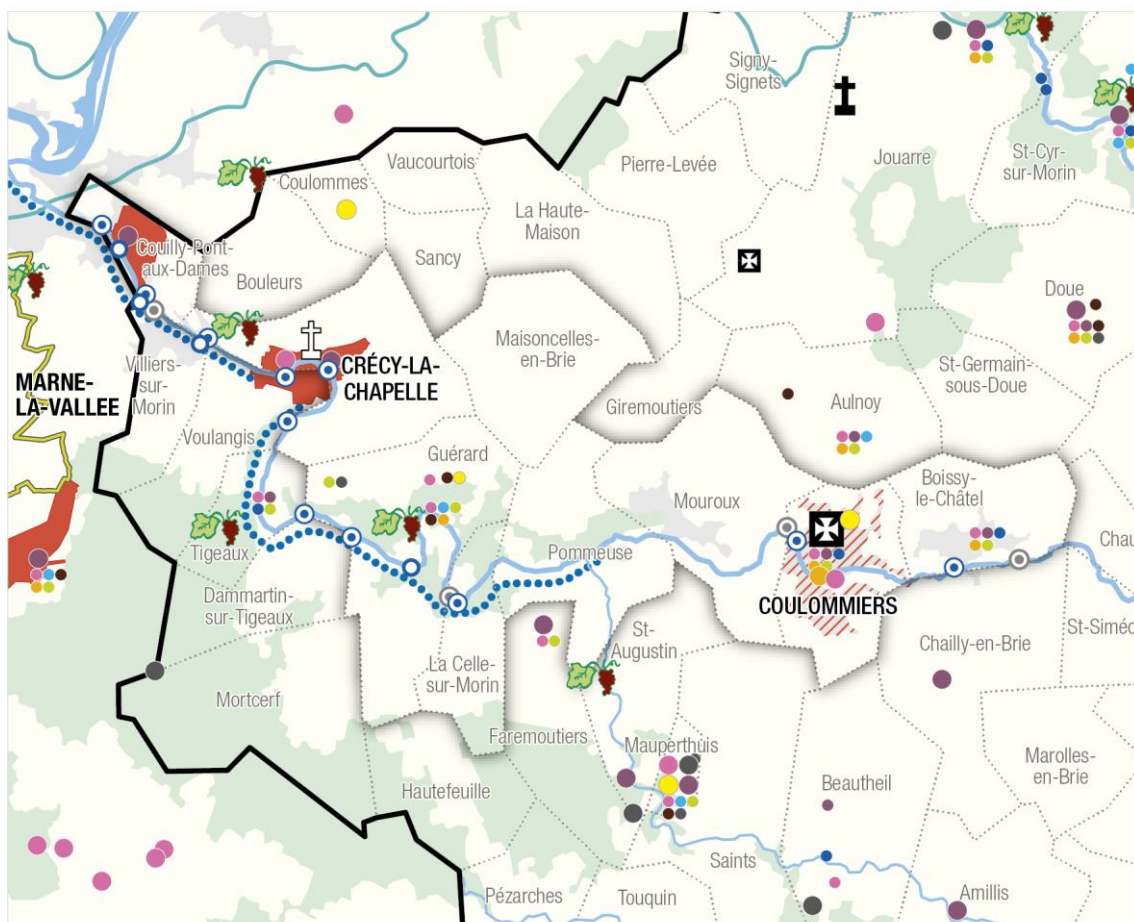 Signy-
Signets
Vaucourtois
Pierre-Levée
Jouarre
St-Cyr
sur-Morin
Coulommes
La Haute-
Maison
Couilly-Pont-
aux-Dames
Sancy
Bouleurs
Doue
Maisoncelles-
en-Brie
Villiers-
sur-
Morin
MARNE-
LA-VALLEE
CRÉCY-LA-
CHAPELLE
St-Germain-
sous-Doue
Giremoutiers
Aulnoy
Voulangis
Guérard
Boissy-
le-Châtel
Mouroux
Tigeaux
Pommeuse
Chau
Dammartin-
sur-Tigeaux
COULOMMIERS
St-Siméo
St-
Augustin
Chailly-en-Brie
La Celle-
sur-Morin
Mortcerf
Faremoutiers
Mauperthuis
Marolles-
en-Brie
Hautefeuille
Beautheil
Saints
Pézarches
Touquin
Amillis